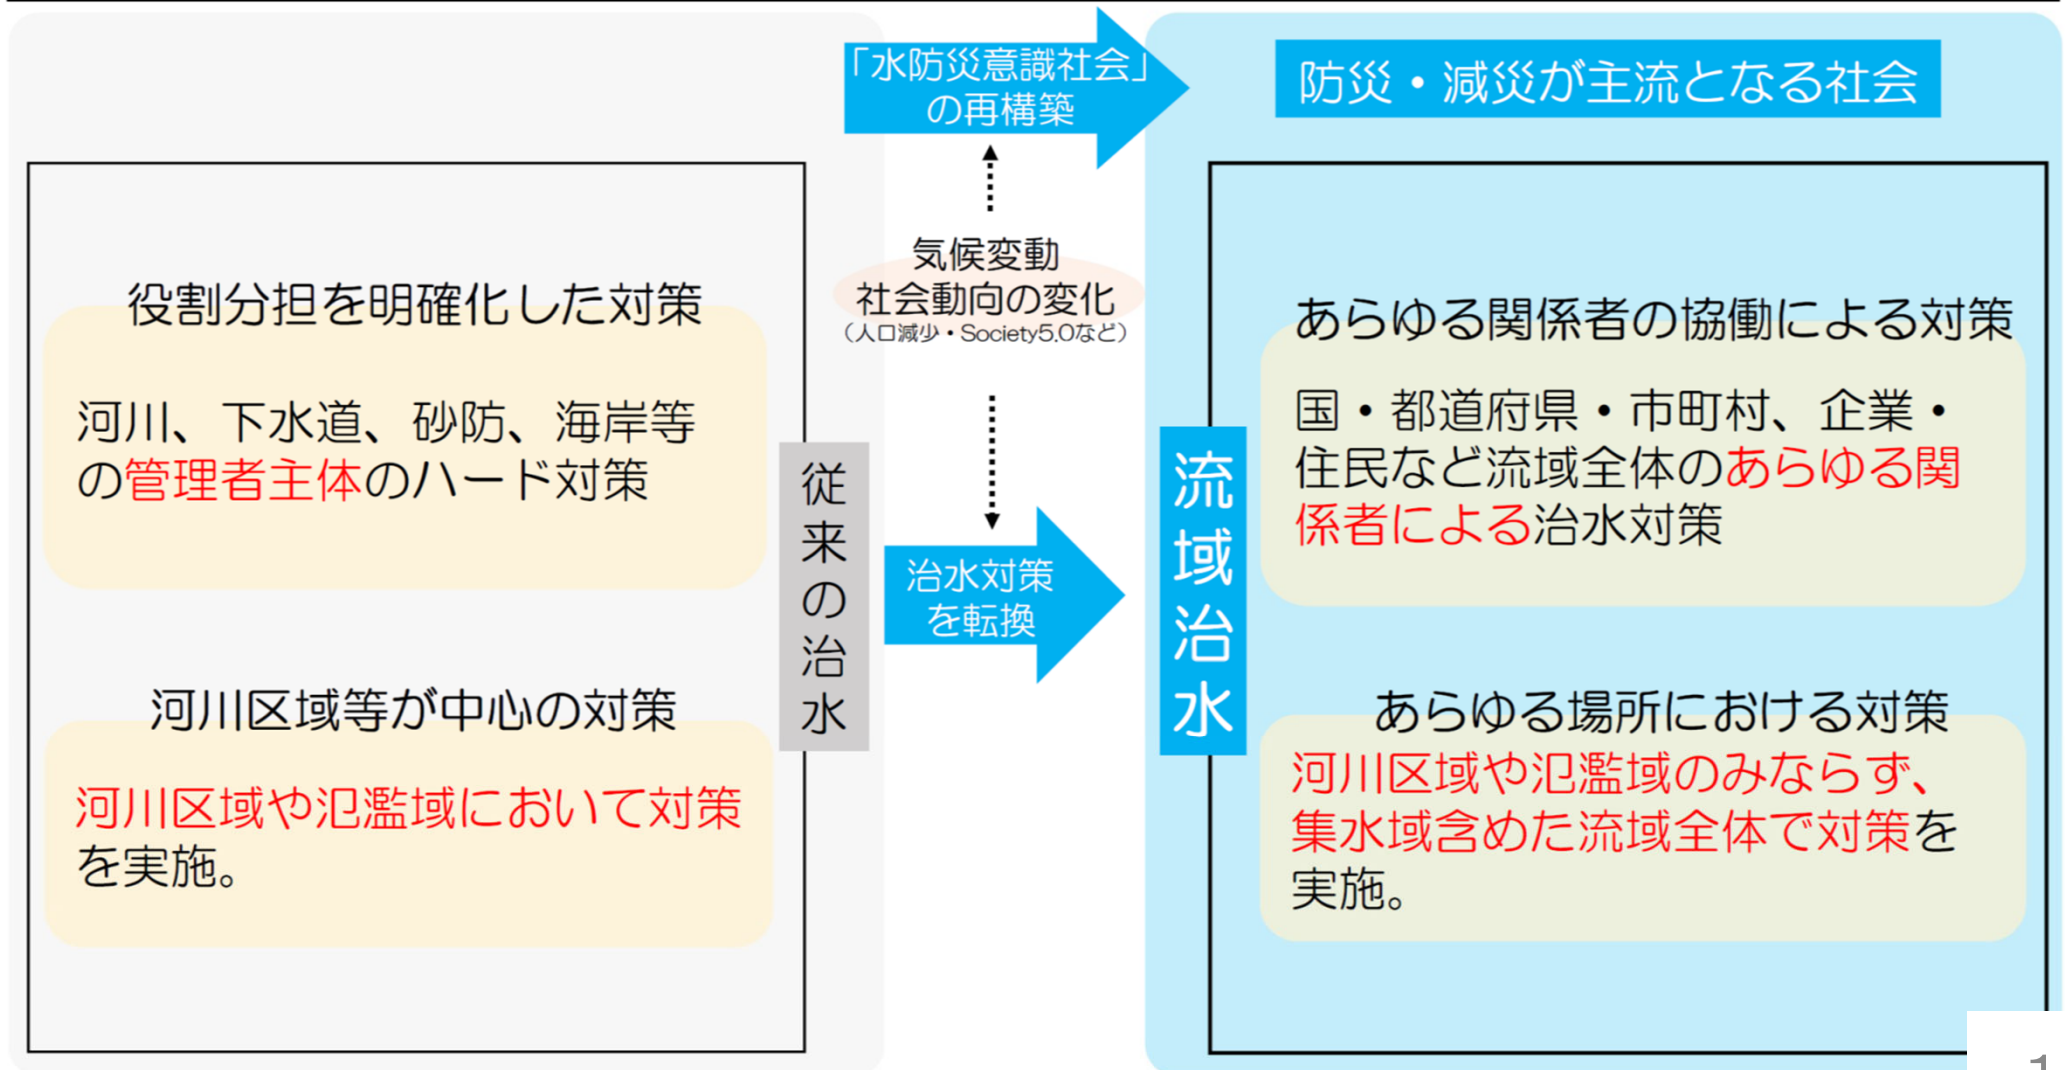 「水防災意識社会」
の再構築
防災・減災が主流となる社会
役割分担を明確化した対策
河川、下水道、砂防、海岸等
の管理者主体のハード対策
河川区域等が中心の対策
河川区域や氾濫域において対策
を実施。
従来の治水
気候変動
社会動向の変化
（人口減少・Society5.0など）
治水対策
を転換
流域治水
あらゆる関係者の協働による対策
国・都道府県・市町村、企業・
住民など流域全体のあらゆる関
係者による治水対策
あらゆる場所における対策
河川区域や氾濫域のみならず、
集水域含めた流域全体で対策を
実施。